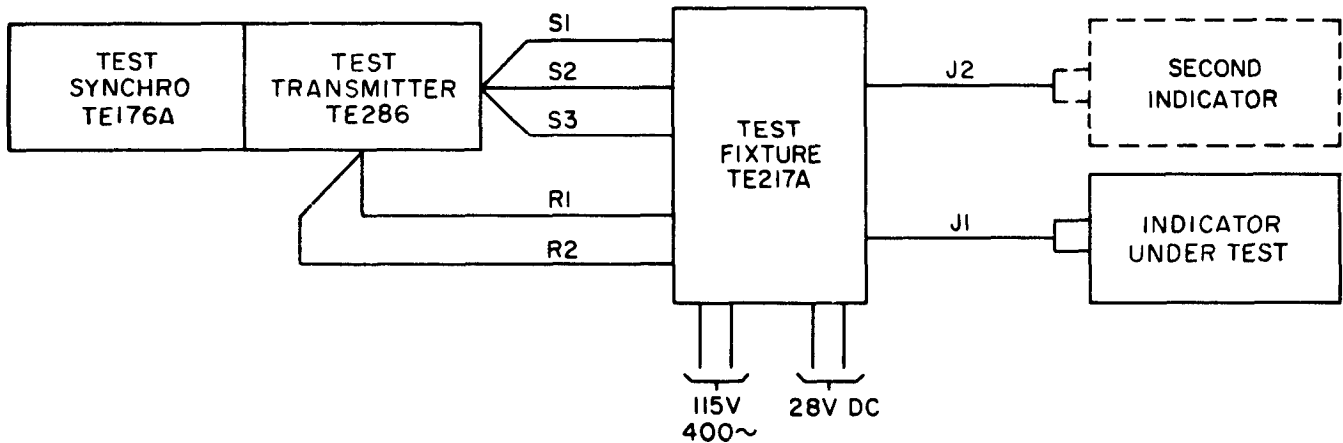 TEST
SYNCHRO
TE176A
TEST
TRANSMITTER
TE286
S1
S2
S3
R1
R2
TEST
FIXTURE
TE217A
J2
J1
SECOND
INDICATOR
INDICATOR
UNDER TEST
115V
400~
28V DC